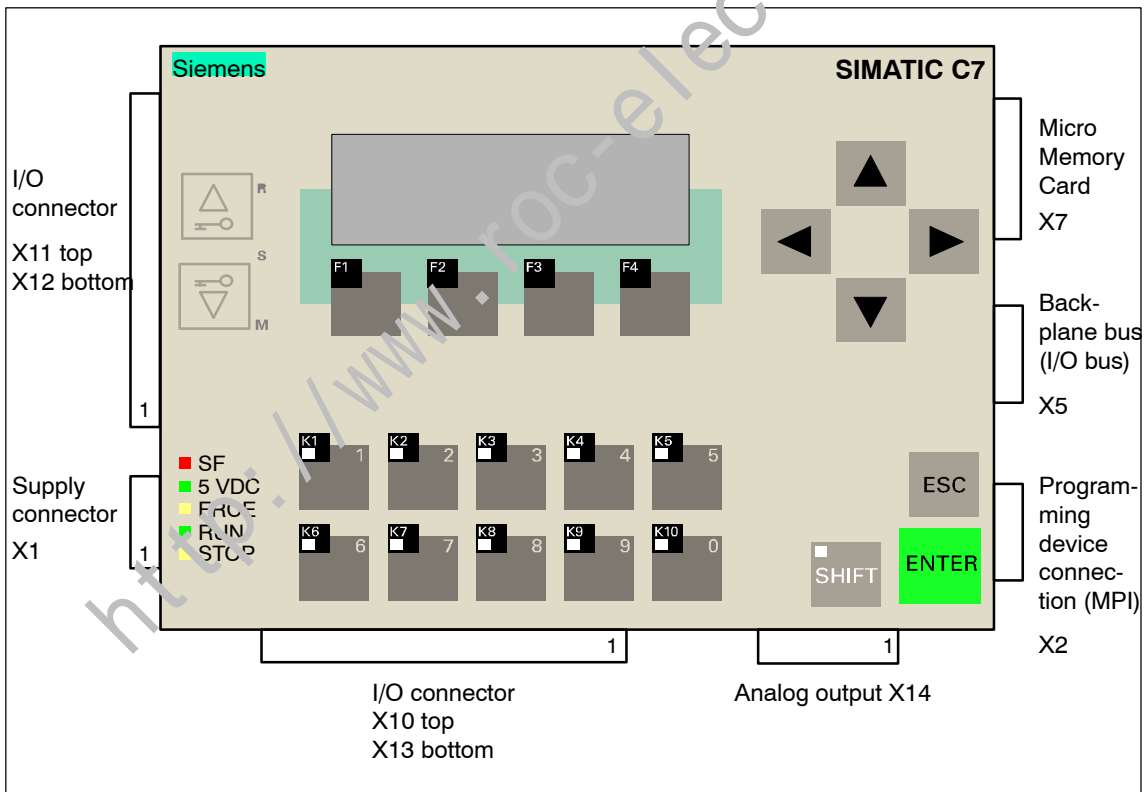 Siemens
SIMATIC C7
I/O
connector
X11 top
X12 bottom
1
R
S
M
F1
F2
F3
F4
Micro
Memory
Card
X7
Back-
plane bus
(I/O bus)
X5
Supply
connector
X1
1
SF
5 VDC
FRCE
RUN
STOP
K1
1
K2
2
K3
3
K4
4
K5
5
K6
6
K7
7
K8
8
K9
9
K10
0
ESC
SHIFT
ENTER
Program-
ming
device
connec-
tion (MPI)
X2
1
I/O connector
X10 top
X13 bottom
1
Analog output X14
http://www.roc-elec